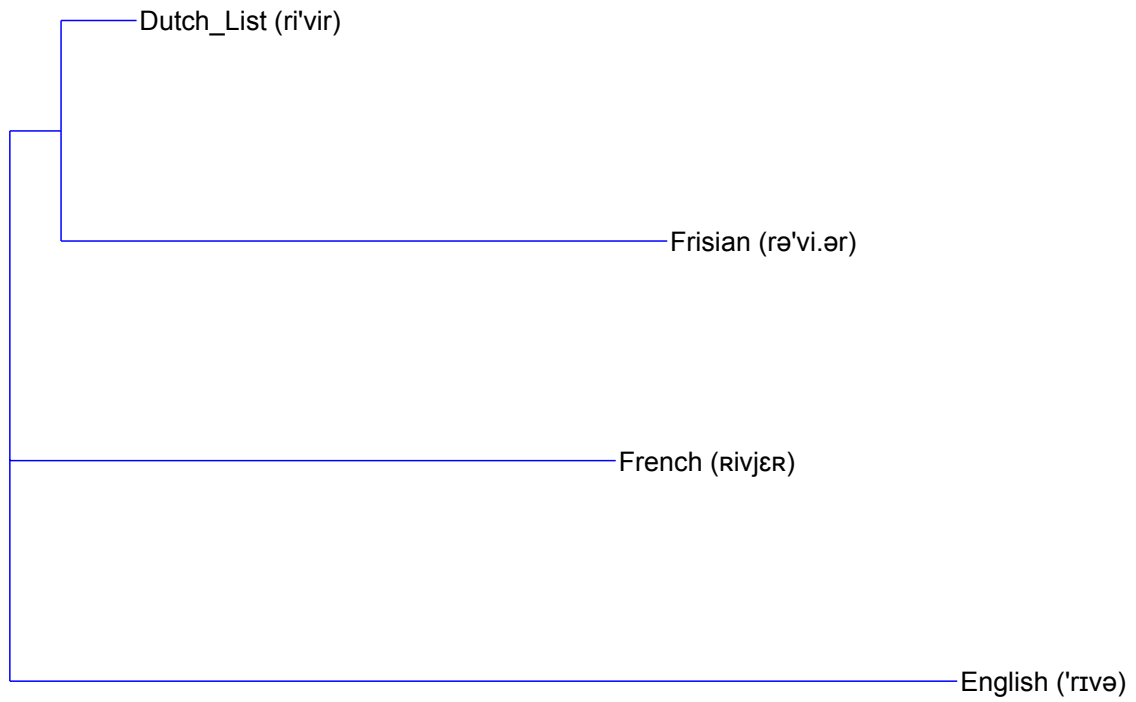 Dutch_List (ri'vir)
Frisian (rə'vi.ər)
French (ʀivjɛʀ)
English ('rɪvə)